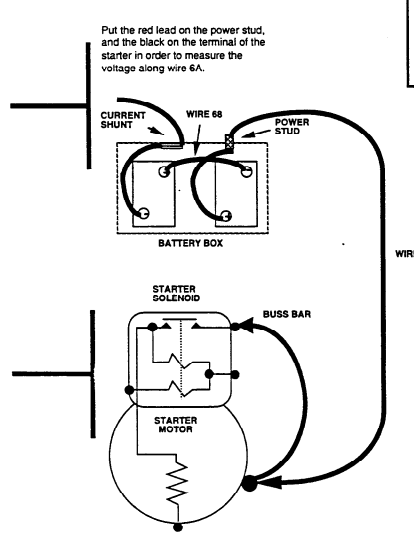 Put the red lead on the power stud,
and the black on the terminal of the
starter in order to measure the
voltage along wire 6A.
CURRENT
SHUNT
WIRE 68
POWER
STUD
BATTERY BOX
WIRE
STARTER
SOLENOID
BUSS BAR
STARTER
MOTOR